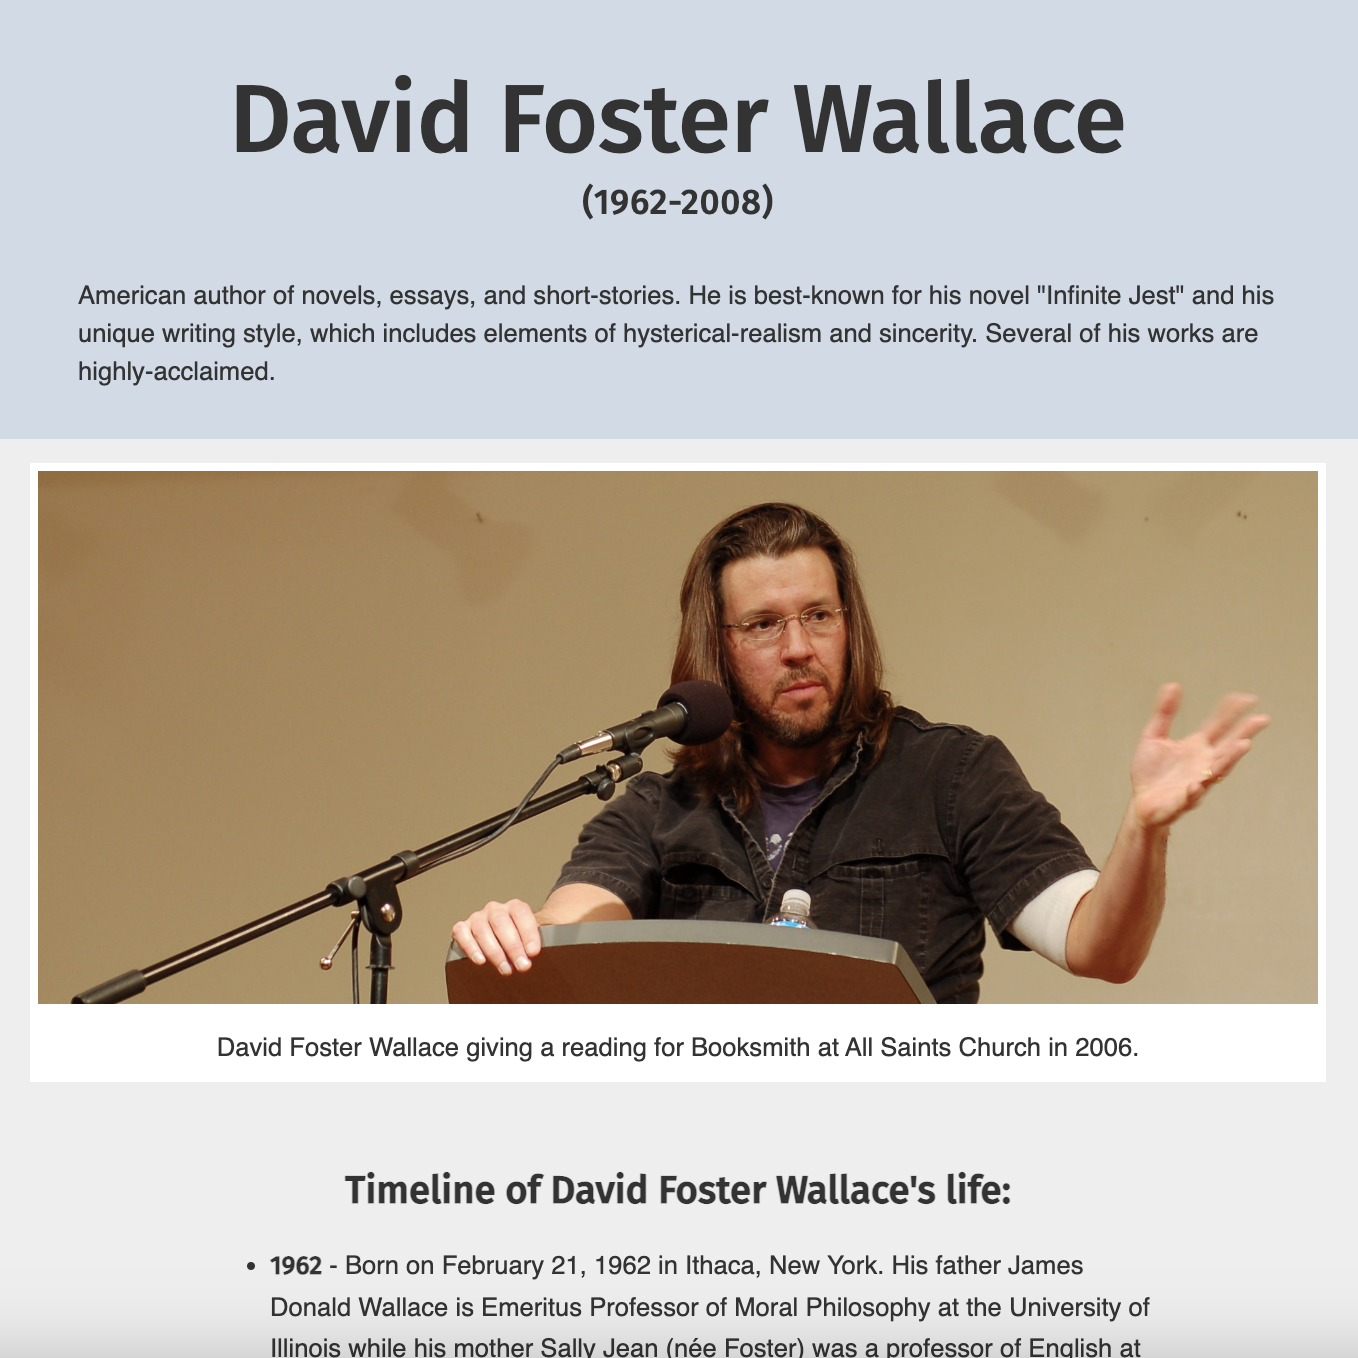 David Foster Wallace
(1962-2008)
American author of novels, essays, and short-stories. He is best-known for his novel "Infinite Jest" and his
unique writing style, which includes elements of hysterical-realism and sincerity. Several of his works are
highly-acclaimed.
David Foster Wallace giving a reading for Booksmith at All Saints Church in 2006.
Timeline of David Foster Wallace's life:
• 1962 - Born on February 21, 1962 in Ithaca, New York. His father James
Donald Wallace is Emeritus Professor of Moral Philosophy at the University of
Illinois while his mother Sally Jean (née Foster) was a professor of English at